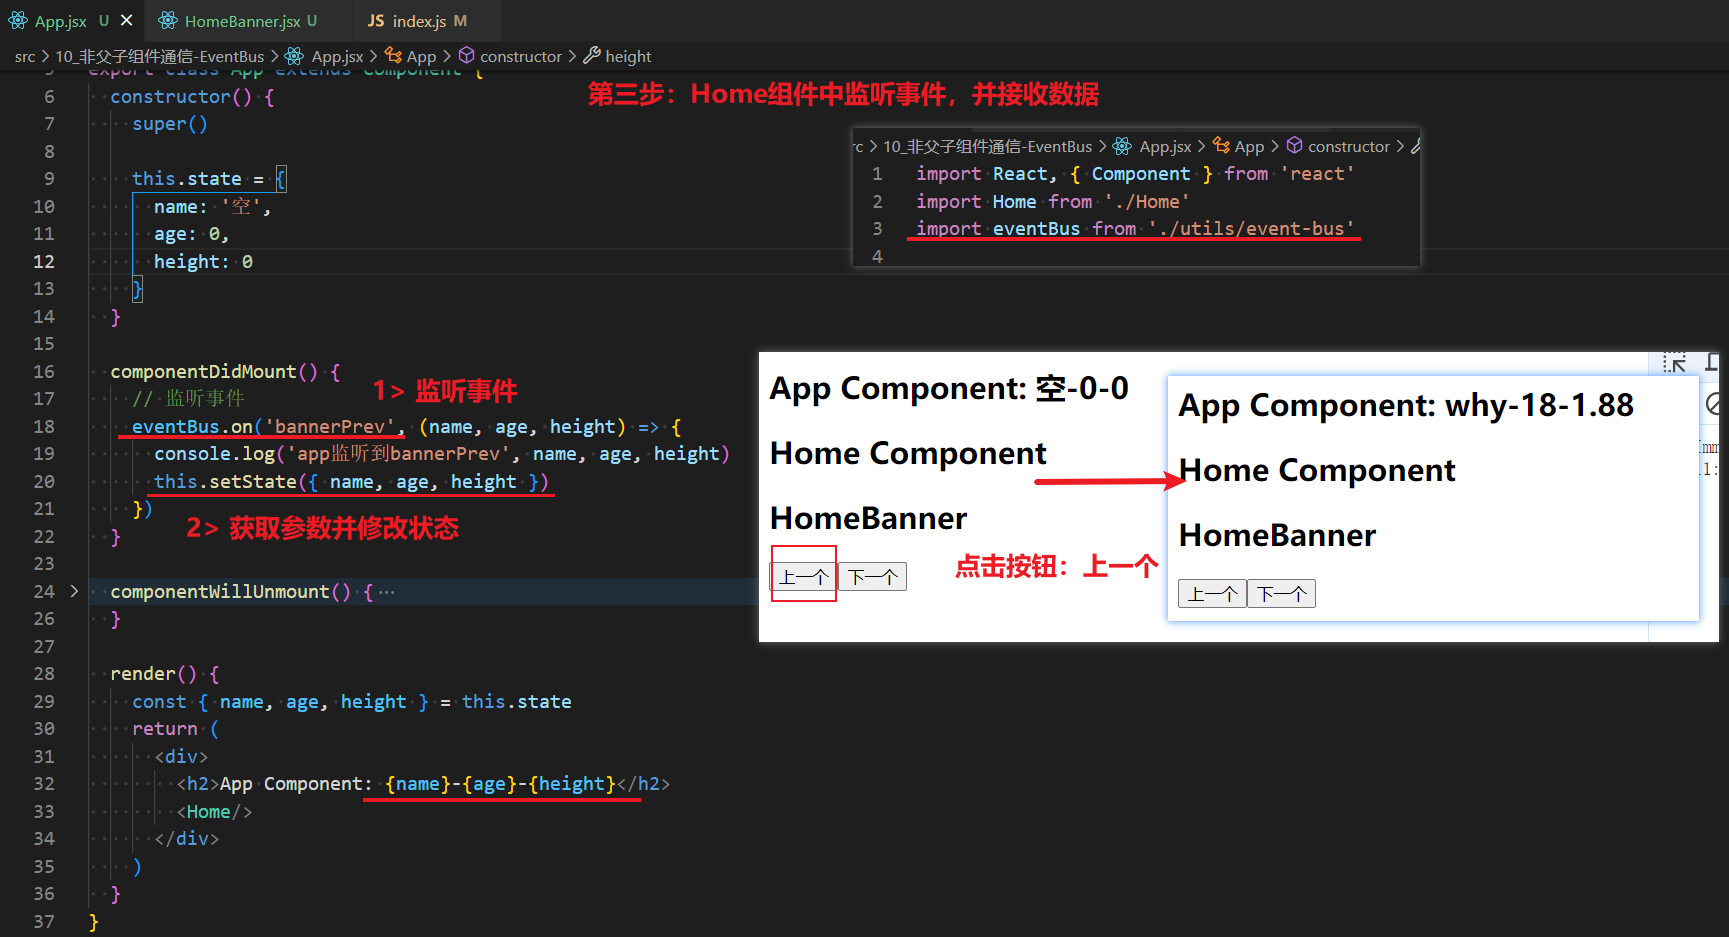 App.jsx U
HomeBanner.jsx U
JS index.js M
src > 10_非父子组件通信-EventBus > App.jsx > App > constructor > height
5 export class App extends Component {
第三步：Home组件中监听事件，并接收数据
6 constructor() {
7 super()
8
9 this.state = {
10 name: '空',
11 age: 0,
12 height: 0
13 }
14 }
15
16 componentDidMount() {
1> 监听事件
17 // 监听事件
18 eventBus.on('bannerPrev', (name, age, height) => {
19 console.log('app监听到bannerPrev', name, age, height)
20 this.setState({ name, age, height })
21 })
2> 获取参数并修改状态
22 }
23
24 > componentWillUnmount() { ···
26 }
27
28 render() {
29 const { name, age, height } = this.state
30 return (
31 <div>
32 <h2>App Component: {name}-{age}-{height}</h2>
33 <Home/>
34 </div>
35 )
36 }
37 }
rc > 10_非父子组件通信-EventBus > App.jsx > App > constructor >
1 import React, { Component } from 'react'
2 import Home from './Home'
3 import eventBus from './utils/event-bus'
4
App Component: 空-0-0
Home Component
HomeBanner
上一个 下一个
点击按钮：上一个
App Component: why-18-1.88
Home Component
HomeBanner
上一个 下一个